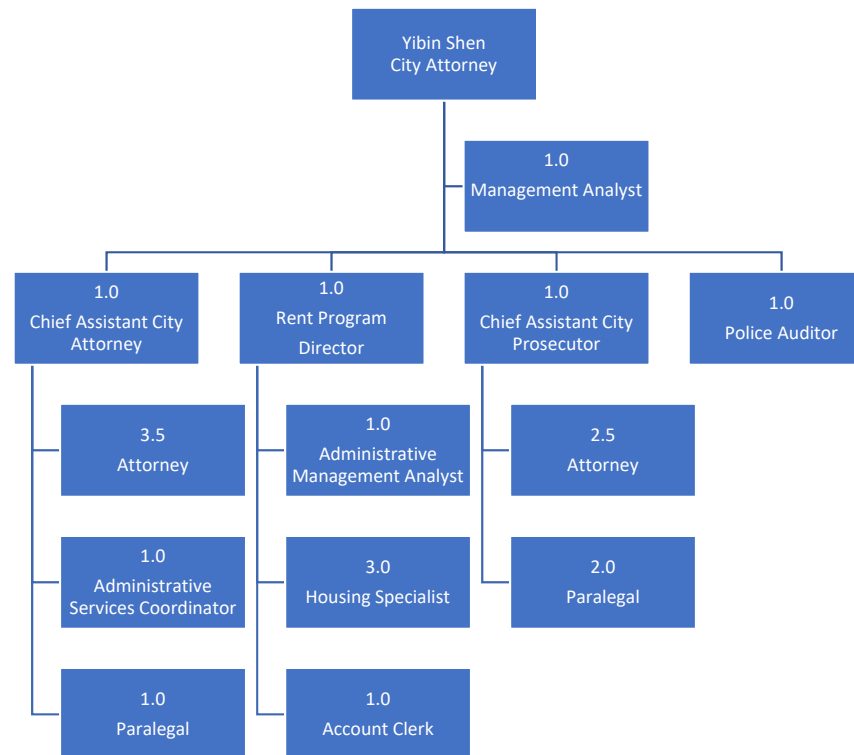 Yibin Shen
City Attorney
1.0
Management Analyst
1.0
Chief Assistant City
Attorney
1.0
Rent Program
Director
1.0
Chief Assistant City
Prosecutor
1.0
Police Auditor
3.5
Attorney
1.0
Administrative
Management Analyst
2.5
Attorney
1.0
Administrative
Services Coordinator
3.0
Housing Specialist
2.0
Paralegal
1.0
Paralegal
1.0
Account Clerk